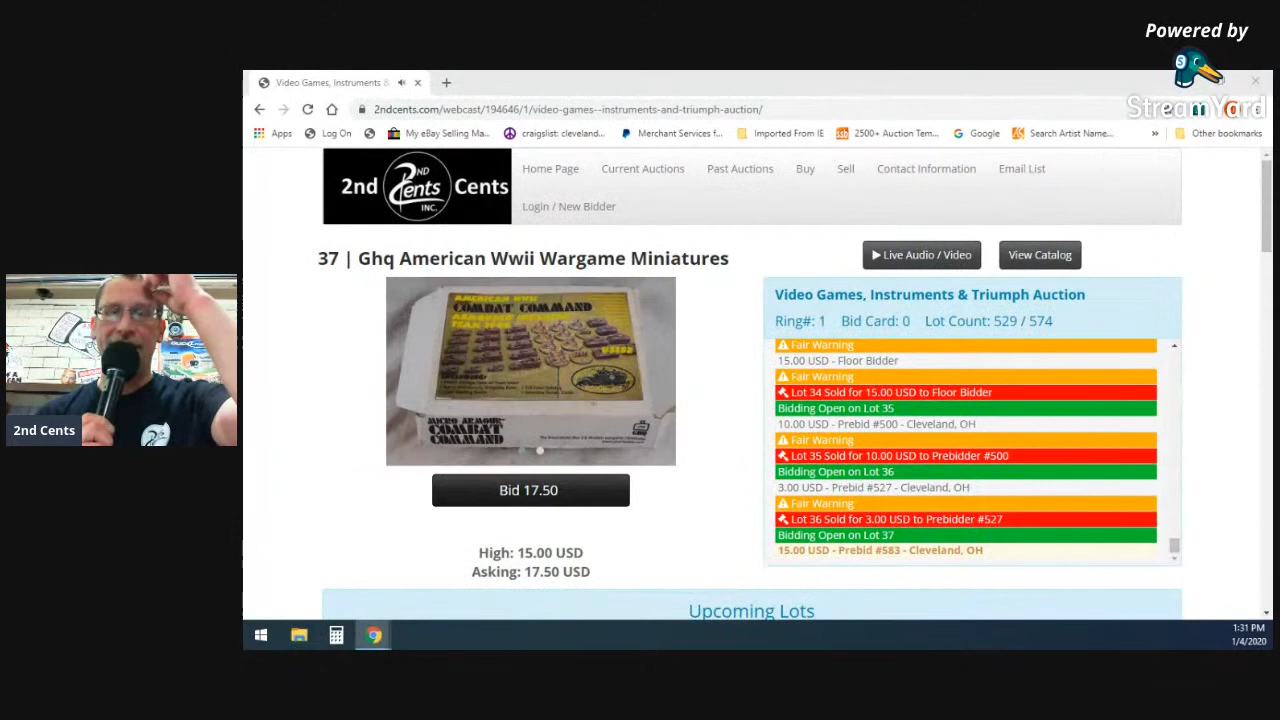 Powered by
StreamYard
Video Games, Instruments &
2ndcents.com/webcast/194646/1/video-games--instruments-and-triumph-auction/
Apps
Log On
My eBay Selling Ma...
craigslist: cleveland...
Merchant Services f...
Imported From IE
2500+ Auction Tem...
Google
Search Artist Name...
»
Other bookmarks
2nd
2ND
Cents
INC.
Cents
Home Page
Current Auctions
Past Auctions
Buy
Sell
Contact Information
Email List
Login / New Bidder
37 | Ghq American Wwii Wargame Miniatures
Live Audio / Video
View Catalog
AMERICAN WWII
COMBAT COMMAND
TEAM
MICRO ARMOUR
COMBAT
COMMAND
GHQ
Bid 17.50
High: 15.00 USD
Asking: 17.50 USD
Video Games, Instruments & Triumph Auction
Ring#: 1 Bid Card: 0 Lot Count: 529 / 574
Fair Warning
15.00 USD - Floor Bidder
Fair Warning
Lot 34 Sold for 15.00 USD to Floor Bidder
Bidding Open on Lot 35
10.00 USD - Prebid #500 - Cleveland, OH
Fair Warning
Lot 35 Sold for 10.00 USD to Prebidder #500
Bidding Open on Lot 36
3.00 USD - Prebid #527 - Cleveland, OH
Fair Warning
Lot 36 Sold for 3.00 USD to Prebidder #527
Bidding Open on Lot 37
15.00 USD - Prebid #583 - Cleveland, OH
Upcoming Lots
2nd Cents
1:31 PM
1/4/2020